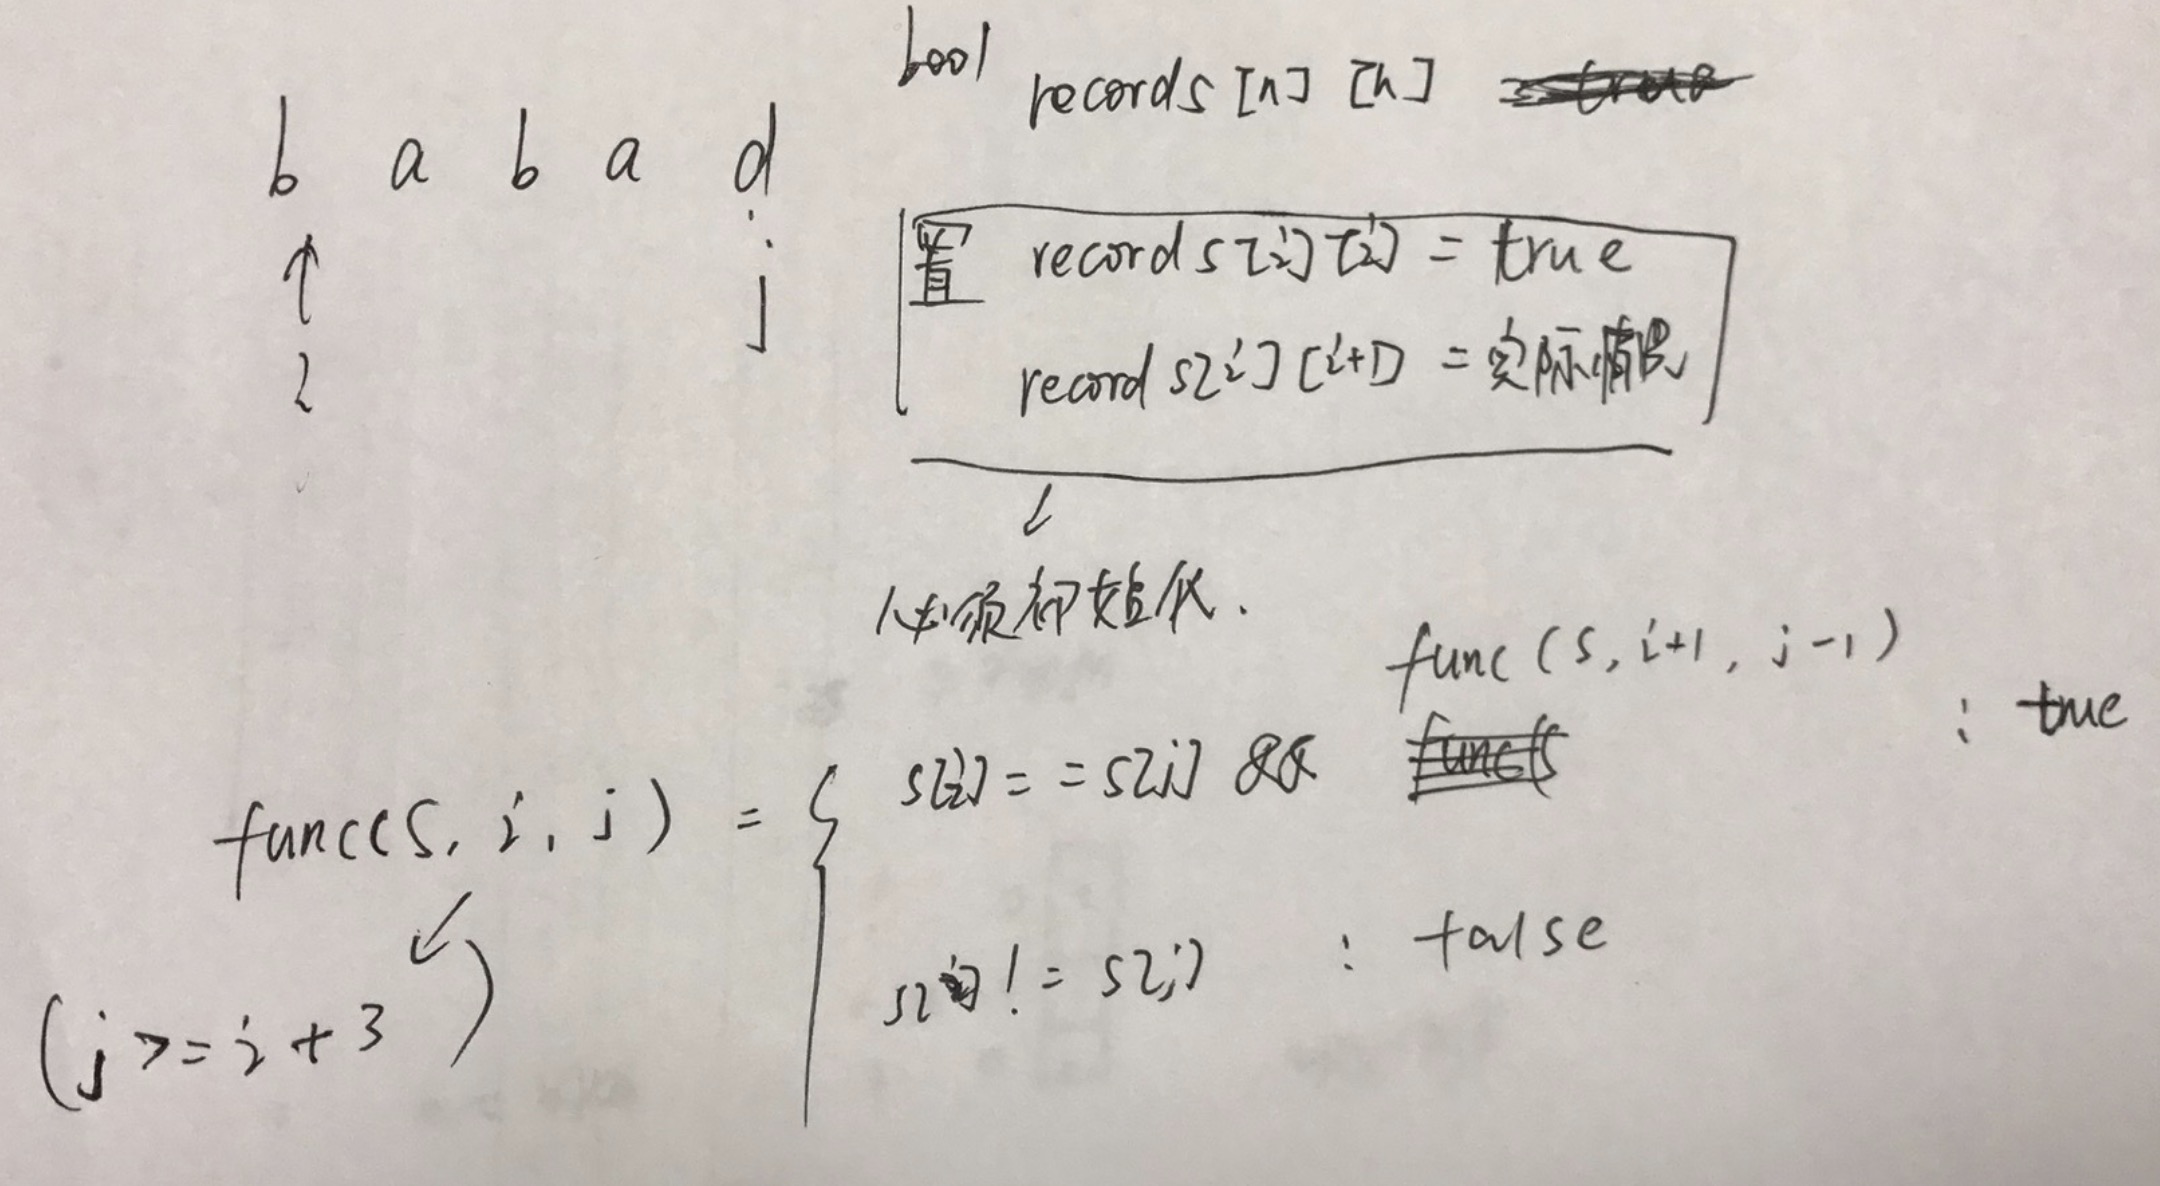 bool records[n][n]
b a b a d
↑ j
i
置 records[i][i] = true
records[i][i+1] = 实际情况
必须初始化.
func(s, i+1, j-1)
s[i]==s[j] && : true
func(s, i, j) =
s[i] != s[j] : false
(j>=i+3)